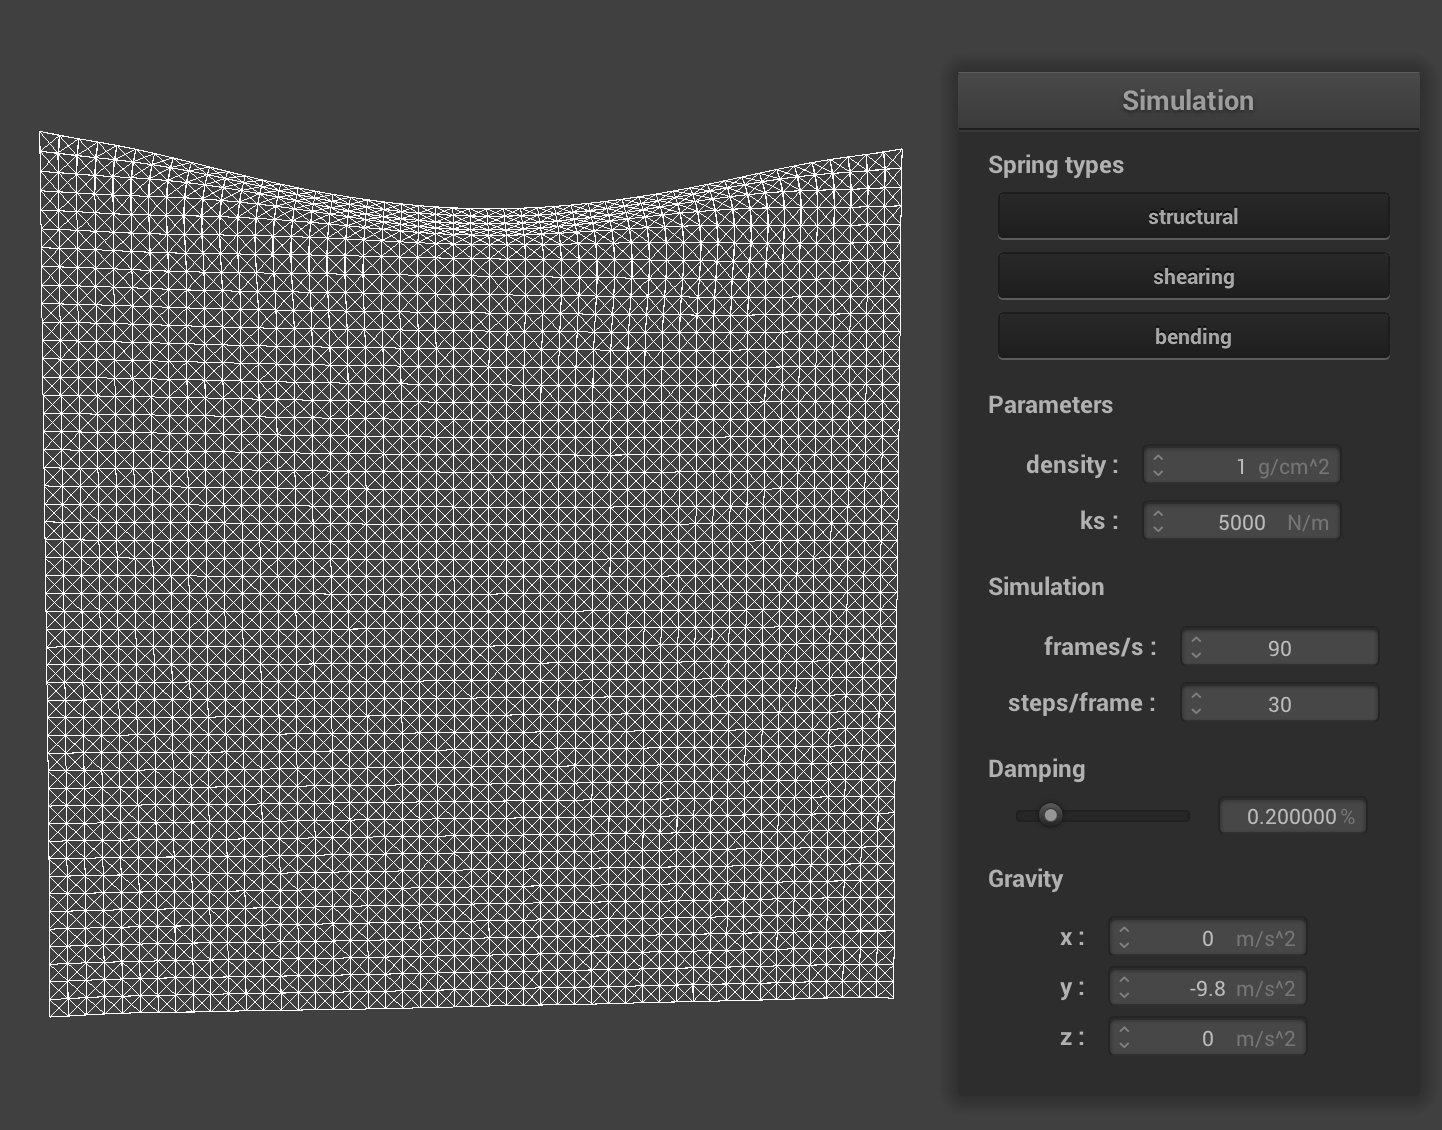 Simulation
Spring types
structural
shearing
bending
Parameters
density : 1 g/cm^2
ks : 5000 N/m
Simulation
frames/s : 90
steps/frame : 30
Damping
0.200000 %
Gravity
x : 0 m/s^2
y : -9.8 m/s^2
z : 0 m/s^2